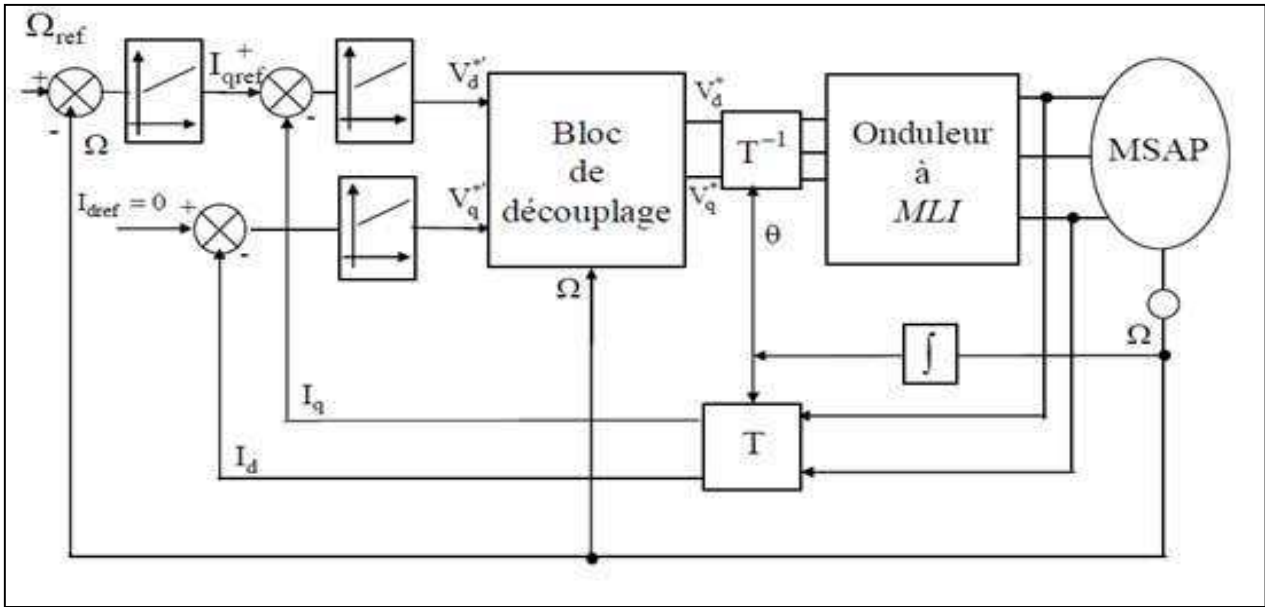 Ω_ref
+
-
Ω
I_qref
+
-
V_d^*'
I_dref = 0
+
-
V_q^*'
Bloc
de
découplage
Ω
V_d^*
V_q^*
T⁻¹
θ
Onduleur
à
MLI
MSAP
Ω
∫
T
I_q
I_d